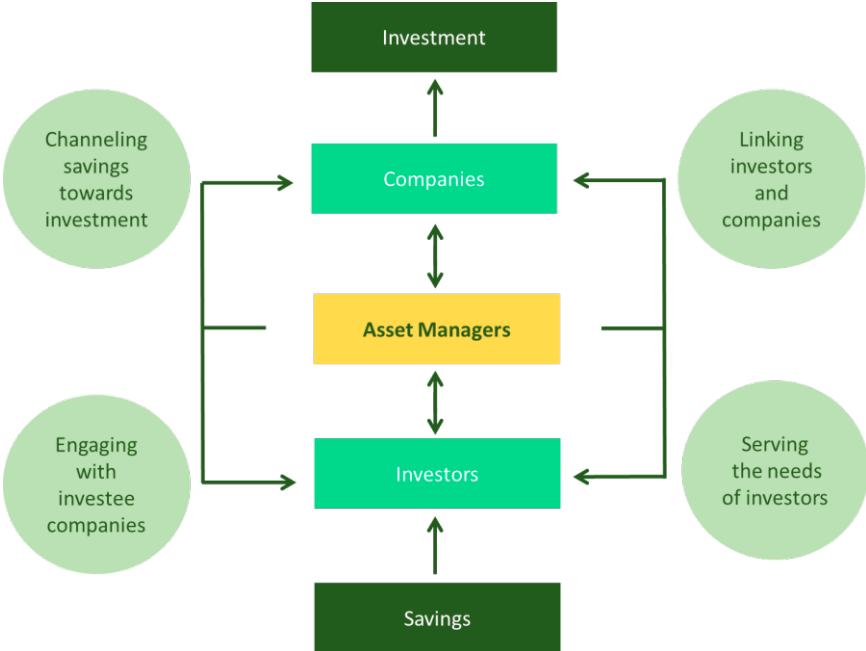 Investment
Channeling
savings
towards
investment
Companies
Linking
investors
and
companies
Asset Managers
Engaging
with
investee
companies
Investors
Serving
the needs
of investors
Savings